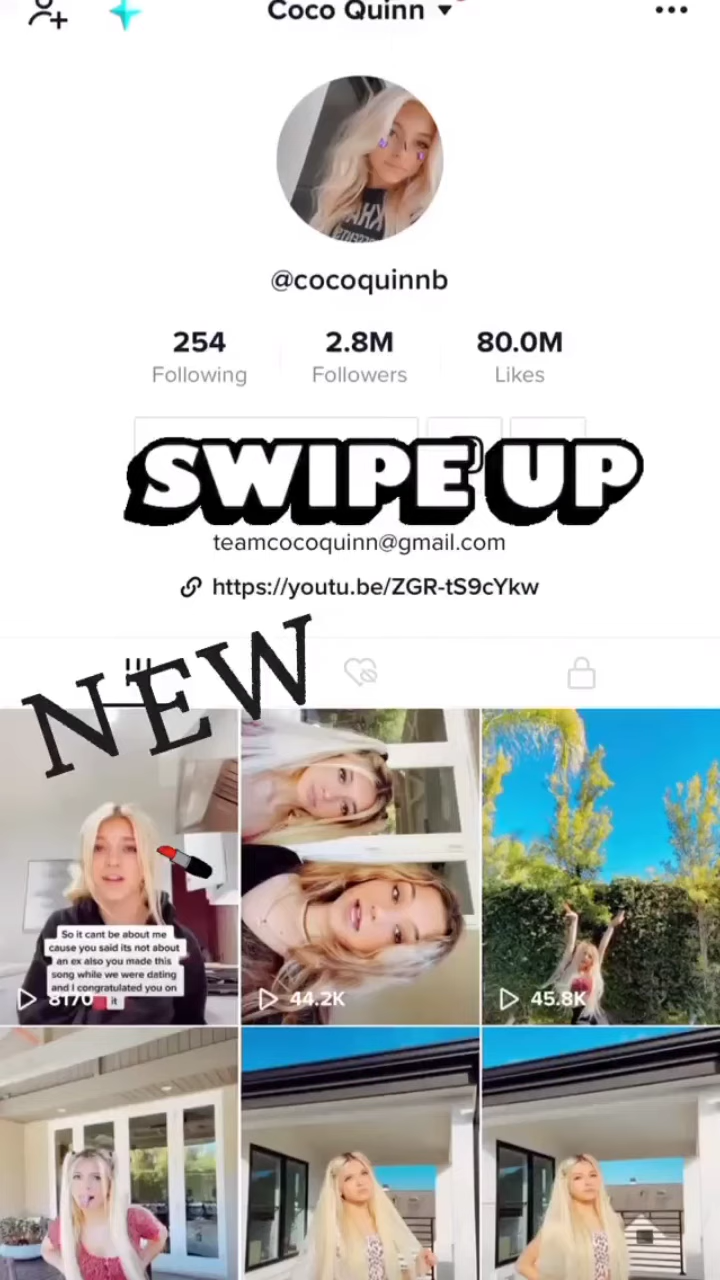 Coco Quinn
@cocoquinnb
254
2.8M
80.0M
Following
Followers
Likes
SWIPE UP
teamcocoquinn@gmail.com
https://youtu.be/ZGR-tS9cYkw
NEW
So it cant be about me
cause you said its not about
an ex also you made this
song while we were dating
and I congratulated you on
it
8170
44.2K
45.8K